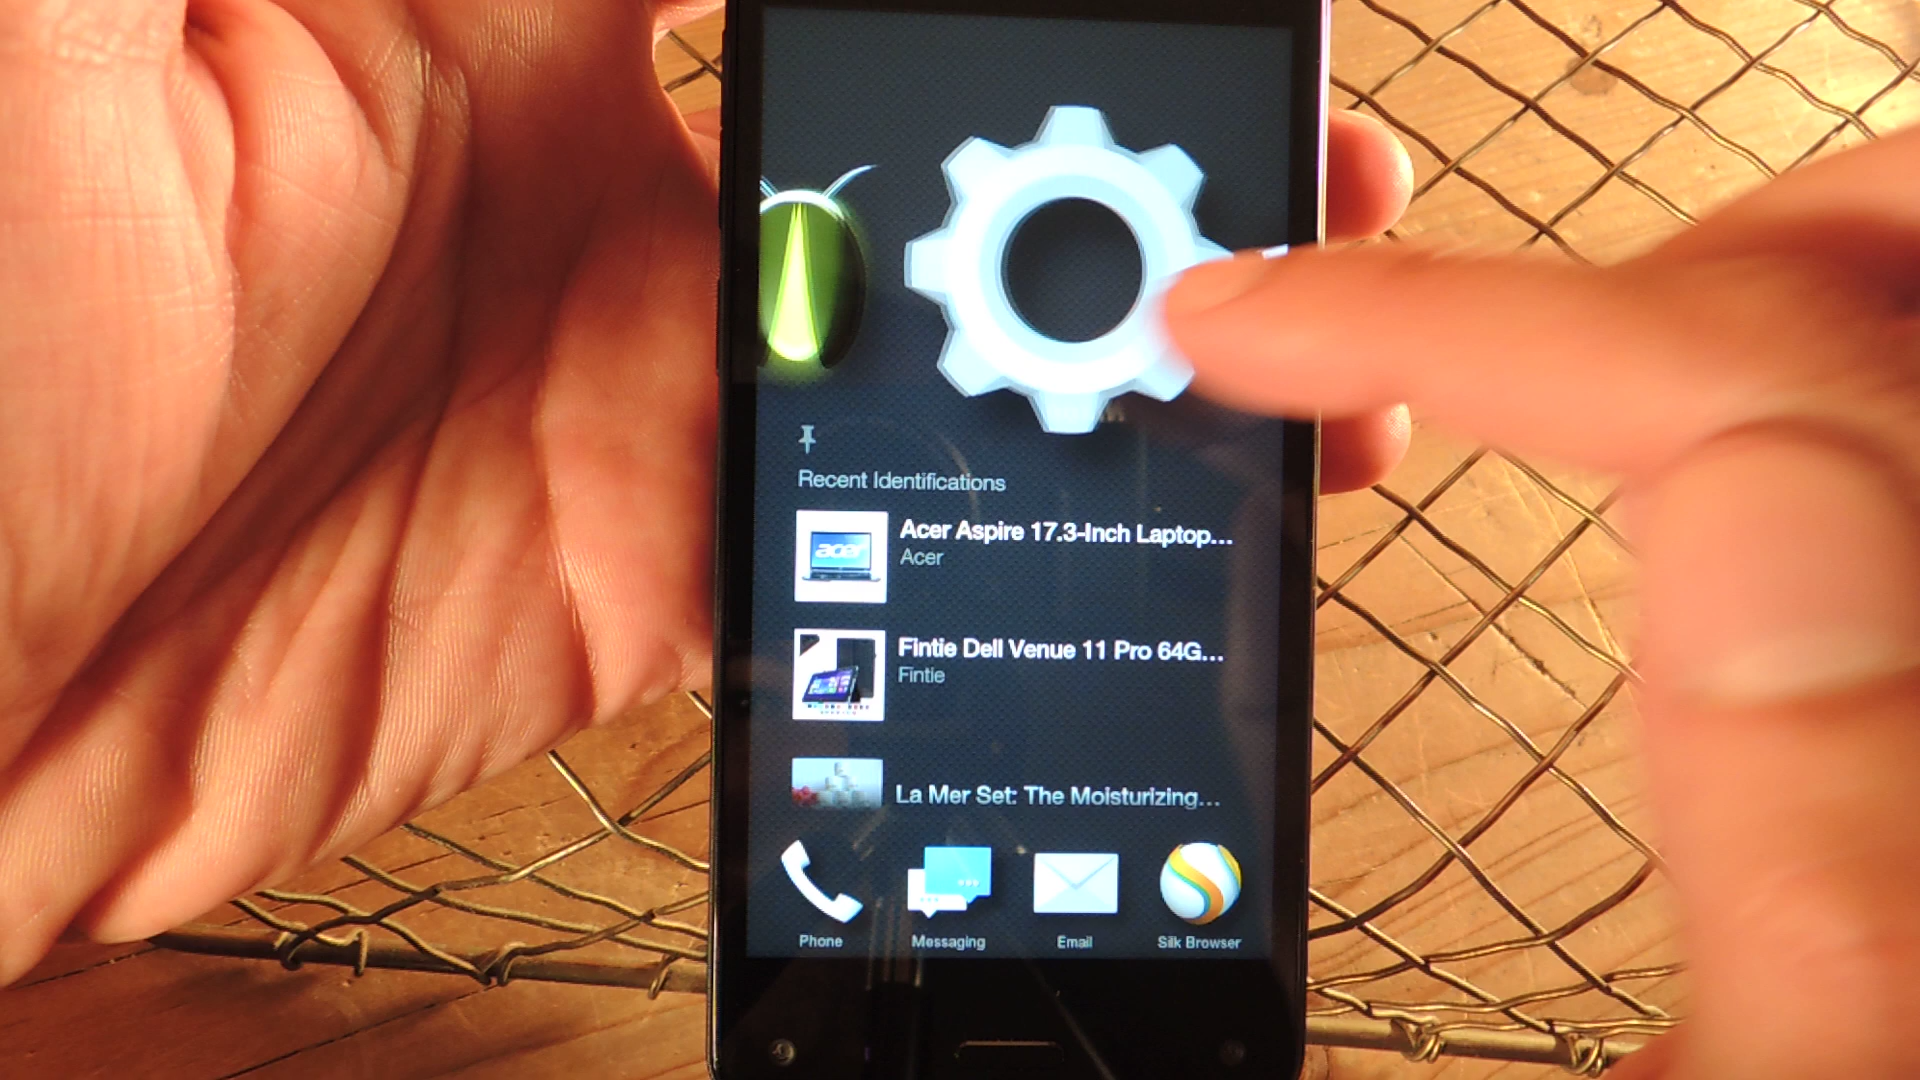 Recent Identifications
acer
Acer Aspire 17.3-Inch Laptop...
Acer
Fintie Dell Venue 11 Pro 64G...
Fintie
La Mer Set: The Moisturizing...
Phone
Messaging
Email
Silk Browser